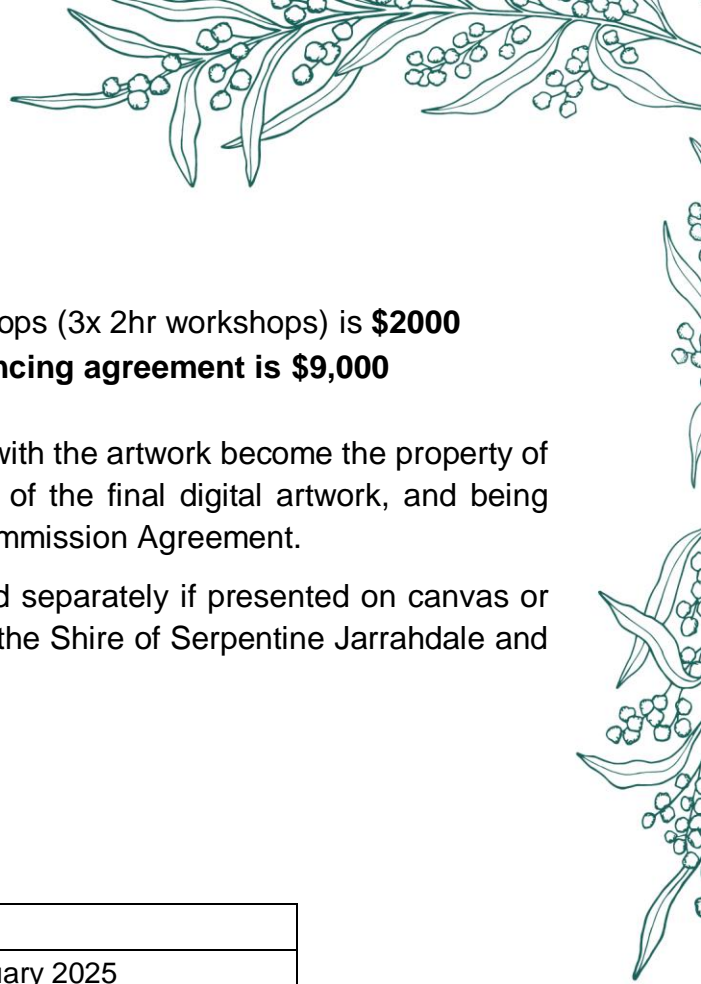 ops (3x 2hr workshops) is $2000
ncing agreement is $9,000
with the artwork become the property of
of the final digital artwork, and being
mmission Agreement.
d separately if presented on canvas or
the Shire of Serpentine Jarrahdale and
uary 2025